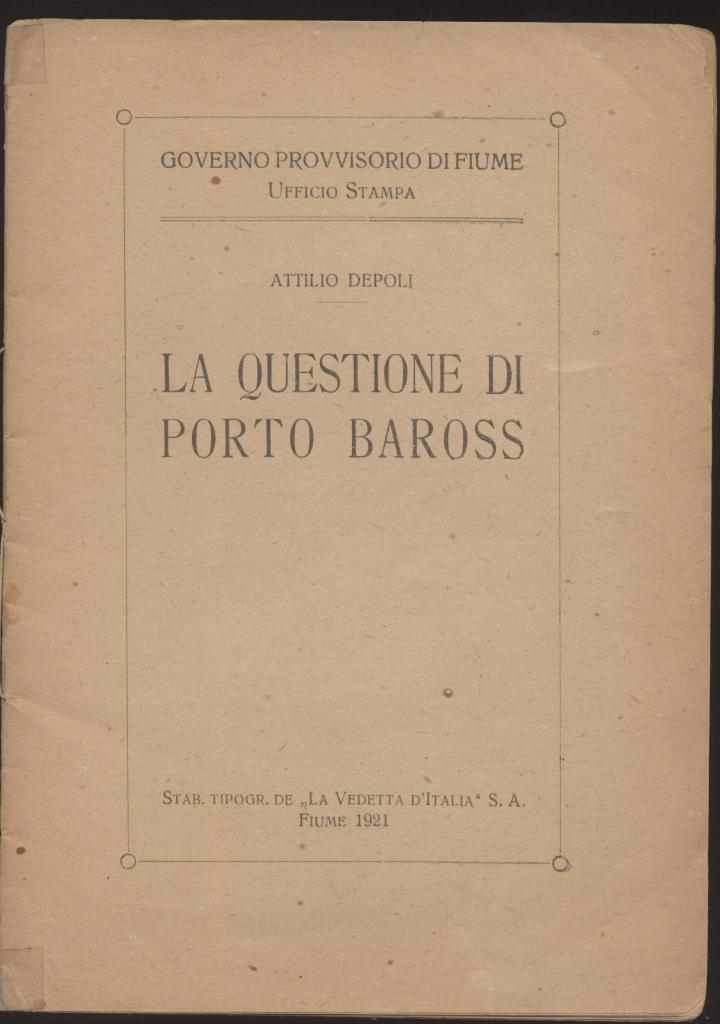 GOVERNO PROVVISORIO DI FIUME
UFFICIO STAMPA
ATTILIO DEPOLI
LA QUESTIONE DI
PORTO BAROSS
STAB. TIPOGR. DE „LA VEDETTA D'ITALIA“ S. A.
FIUME 1921